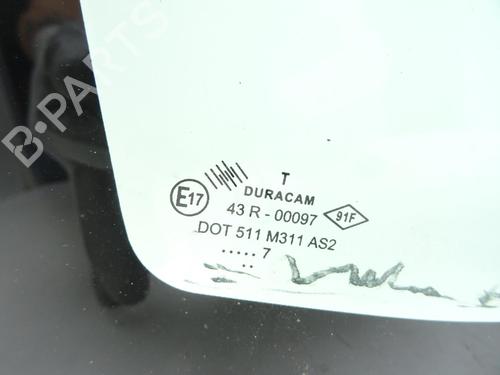 B-PARTS
T
DURACAM
E17
43 R - 00097
91F
DOT 511 M311 AS2
..... 7
..